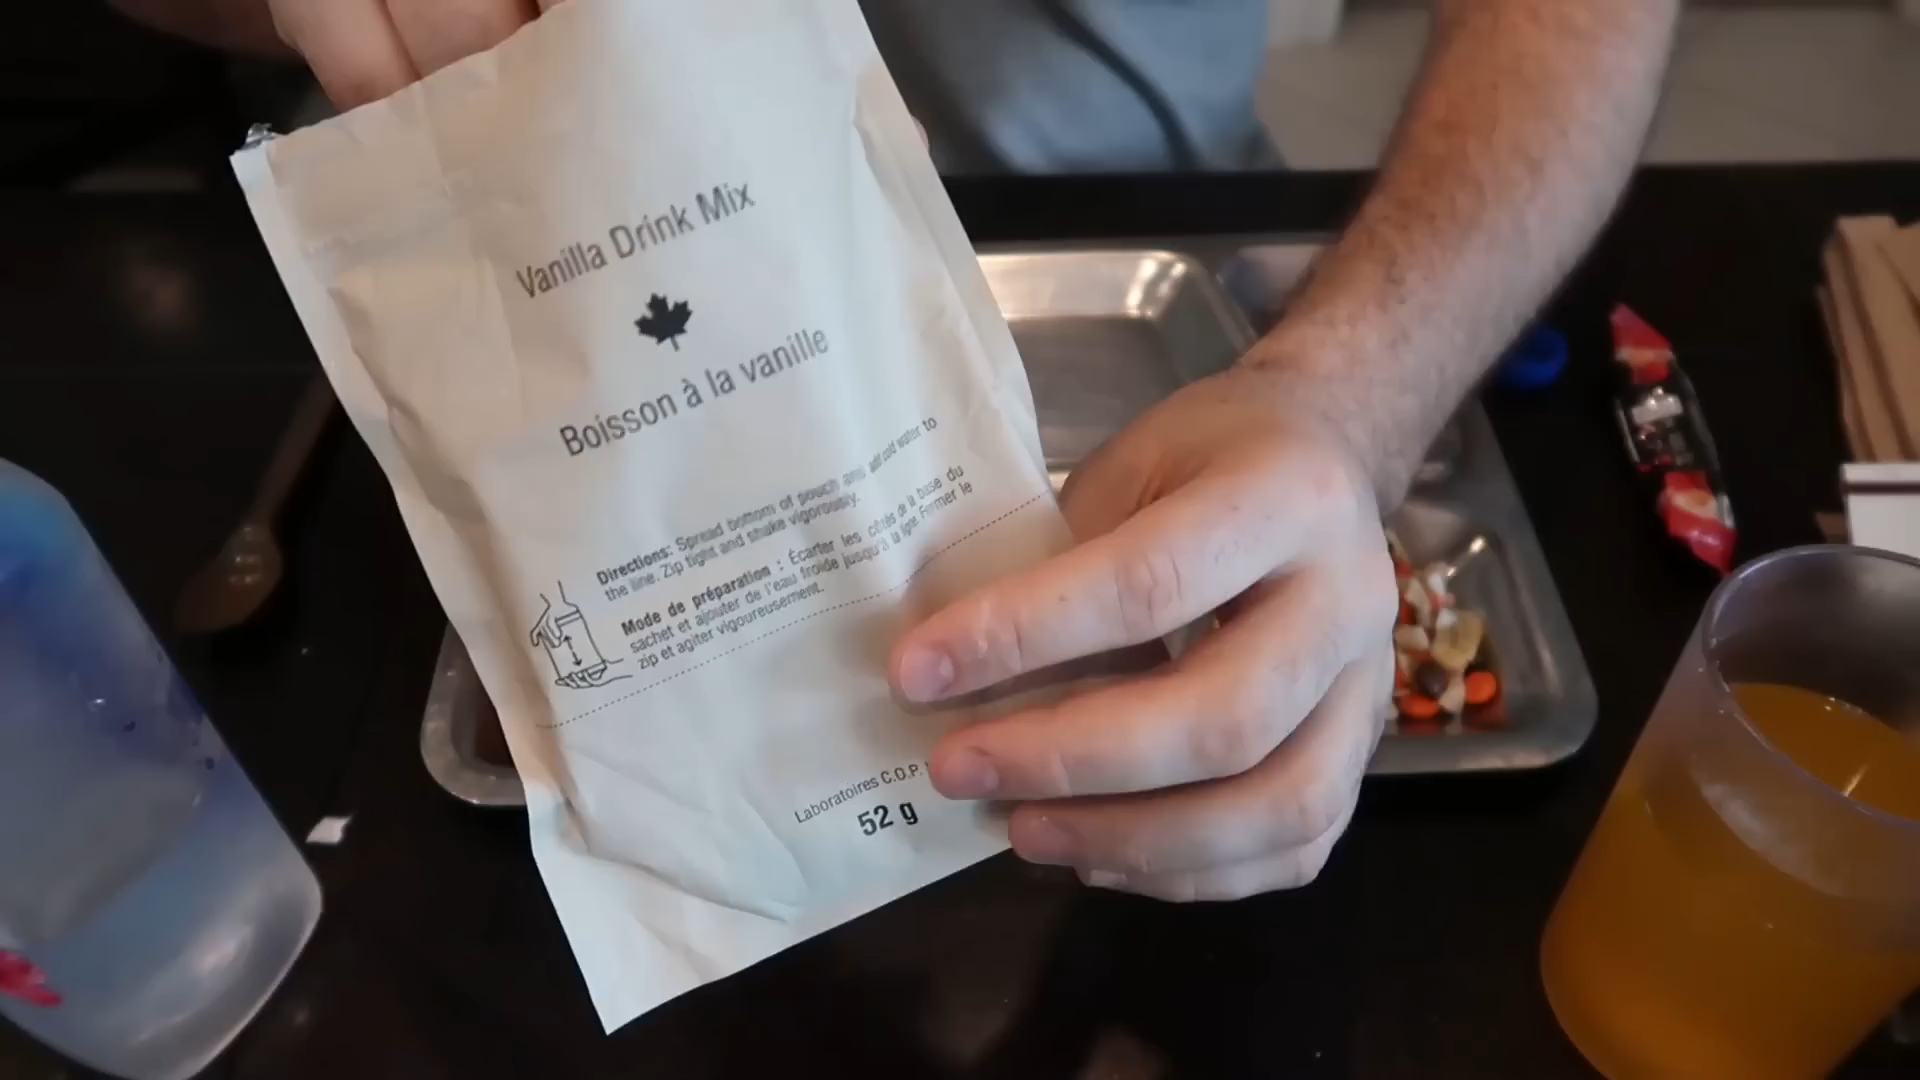 Vanilla Drink Mix
Boisson à la vanille
Directions: Spread bottom of pouch and add cold water to
the line. Zip tight and shake vigorously.
Mode de préparation : Écarter les côtés de la base du
sachet et ajouter de l'eau froide jusqu'à la ligne. Fermer le
zip et agiter vigoureusement.
Laboratoires C.O.P.
52 g